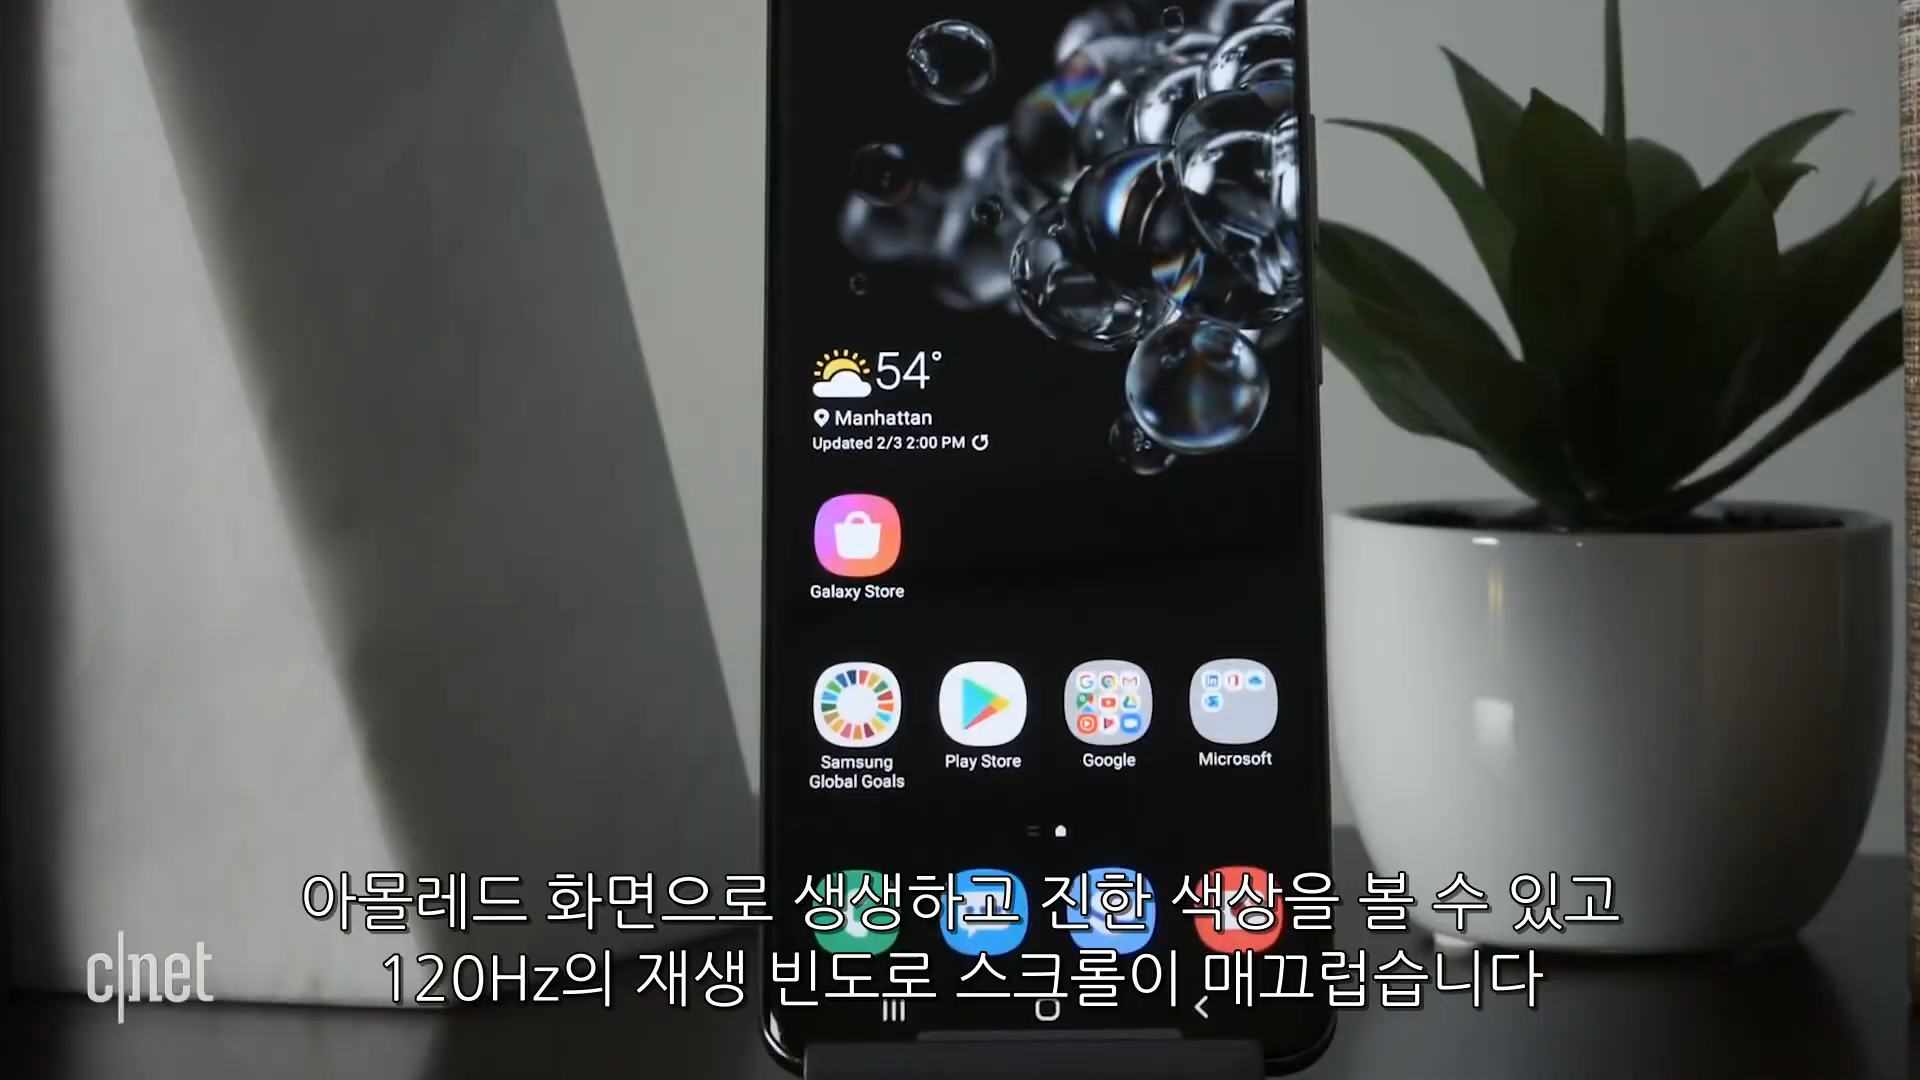 54°
Manhattan
Updated 2/3 2:00 PM
Galaxy Store
Samsung
Global Goals
Play Store
Google
Microsoft
아몰레드 화면으로 생생하고 진한 색상을 볼 수 있고
120Hz의 재생 빈도로 스크롤이 매끄럽습니다
c|net